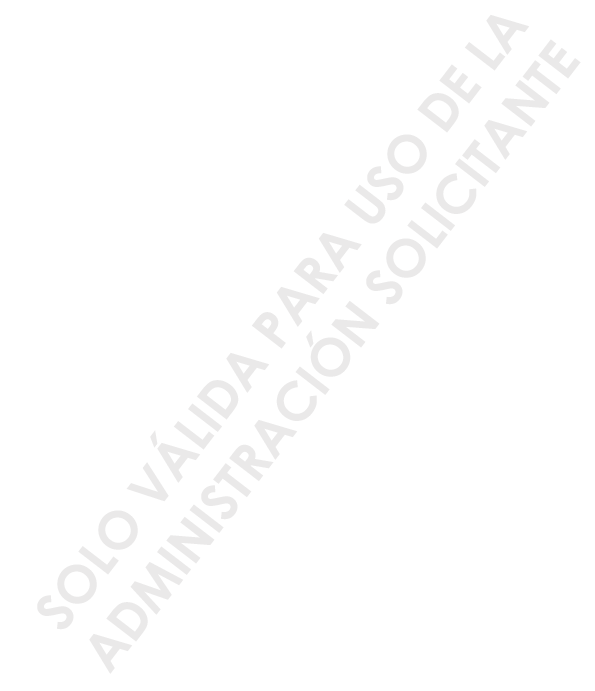 SOLO VÁLIDA PARA USO DE LA
ADMINISTRACIÓN SOLICITANTE